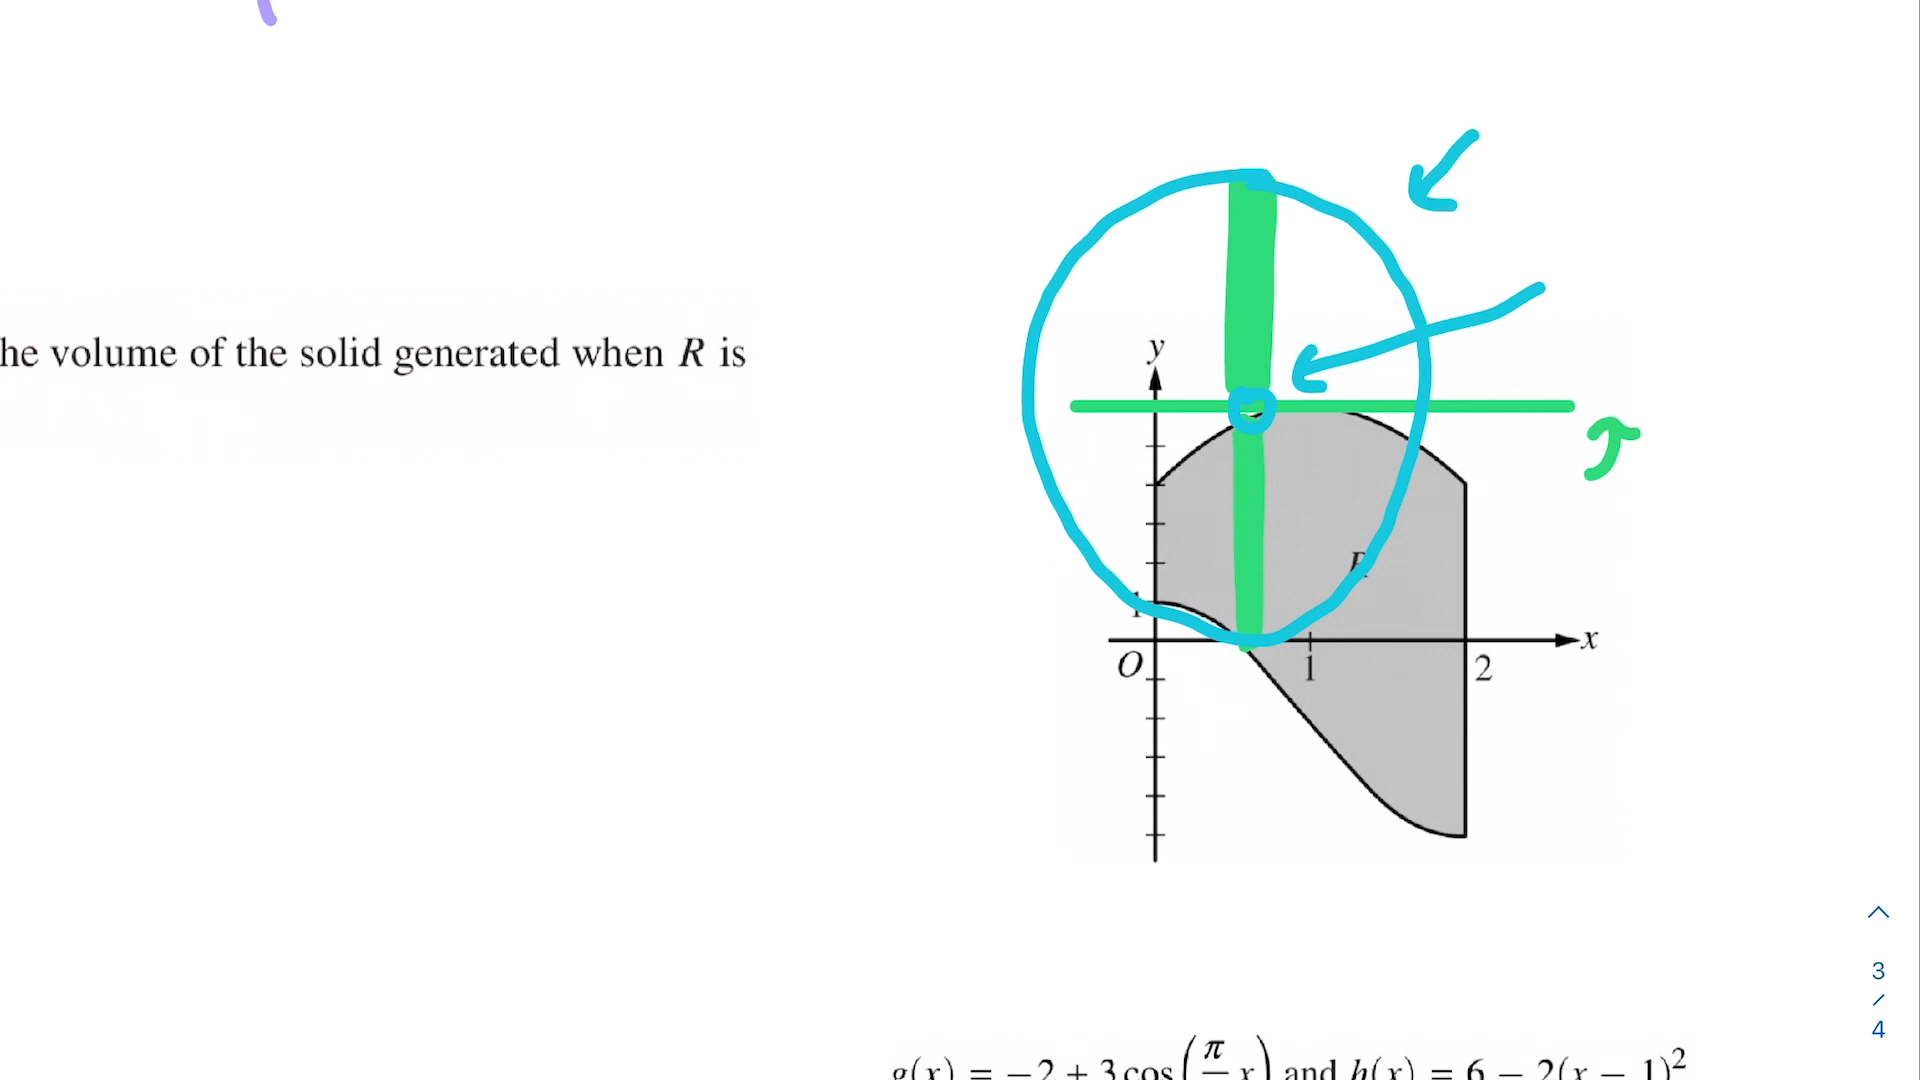 he volume of the solid generated when R is
y
R
1
x
O
1
2
3
/
4
g(x) = −2 + 3 cos(π/ x) and h(x) = 6 − 2(x − 1)²